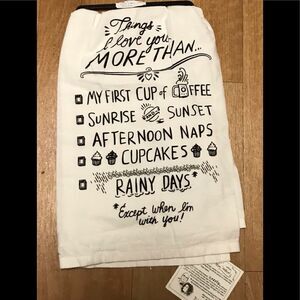 Things
I love you
MORE THAN...
MY FIRST CUP of COFFEE
SUNRISE SUNSET
AFTERNOON NAPS
CUPCAKES
RAINY DAYS
*Except when I'm
with you!